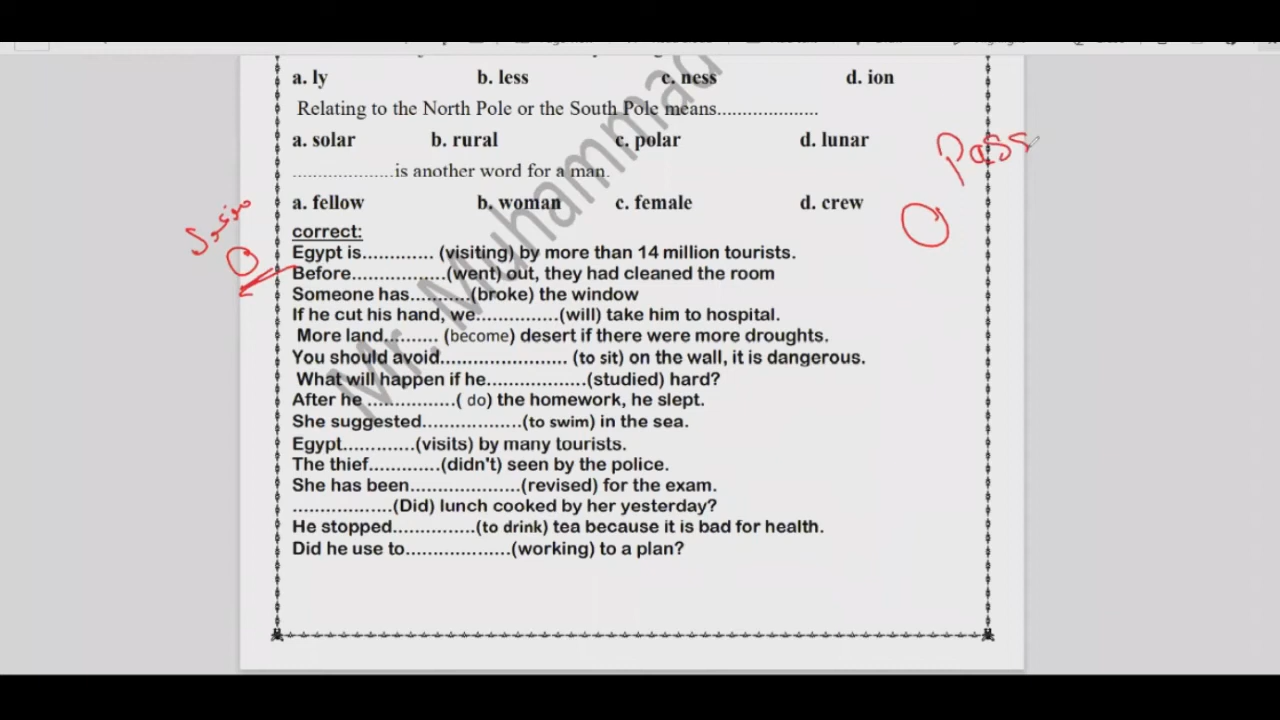 a. ly b. less c. ness d. ion
Relating to the North Pole or the South Pole means....................
a. solar b. rural c. polar d. lunar
....................is another word for a man.
a. fellow b. woman c. female d. crew
Pass
correct:
Egypt is............. (visiting) by more than 14 million tourists.
Before.................(went) out, they had cleaned the room
Someone has...........(broke) the window
If he cut his hand, we...............(will) take him to hospital.
More land.......... (become) desert if there were more droughts.
You should avoid....................... (to sit) on the wall, it is dangerous.
What will happen if he..................(studied) hard?
After he ................( do) the homework, he slept.
She suggested..................(to swim) in the sea.
Egypt.............(visits) by many tourists.
The thief.............(didn't) seen by the police.
She has been....................(revised) for the exam.
..................(Did) lunch cooked by her yesterday?
He stopped...............(to drink) tea because it is bad for health.
Did he use to...................(working) to a plan?
Mr. Muhammad